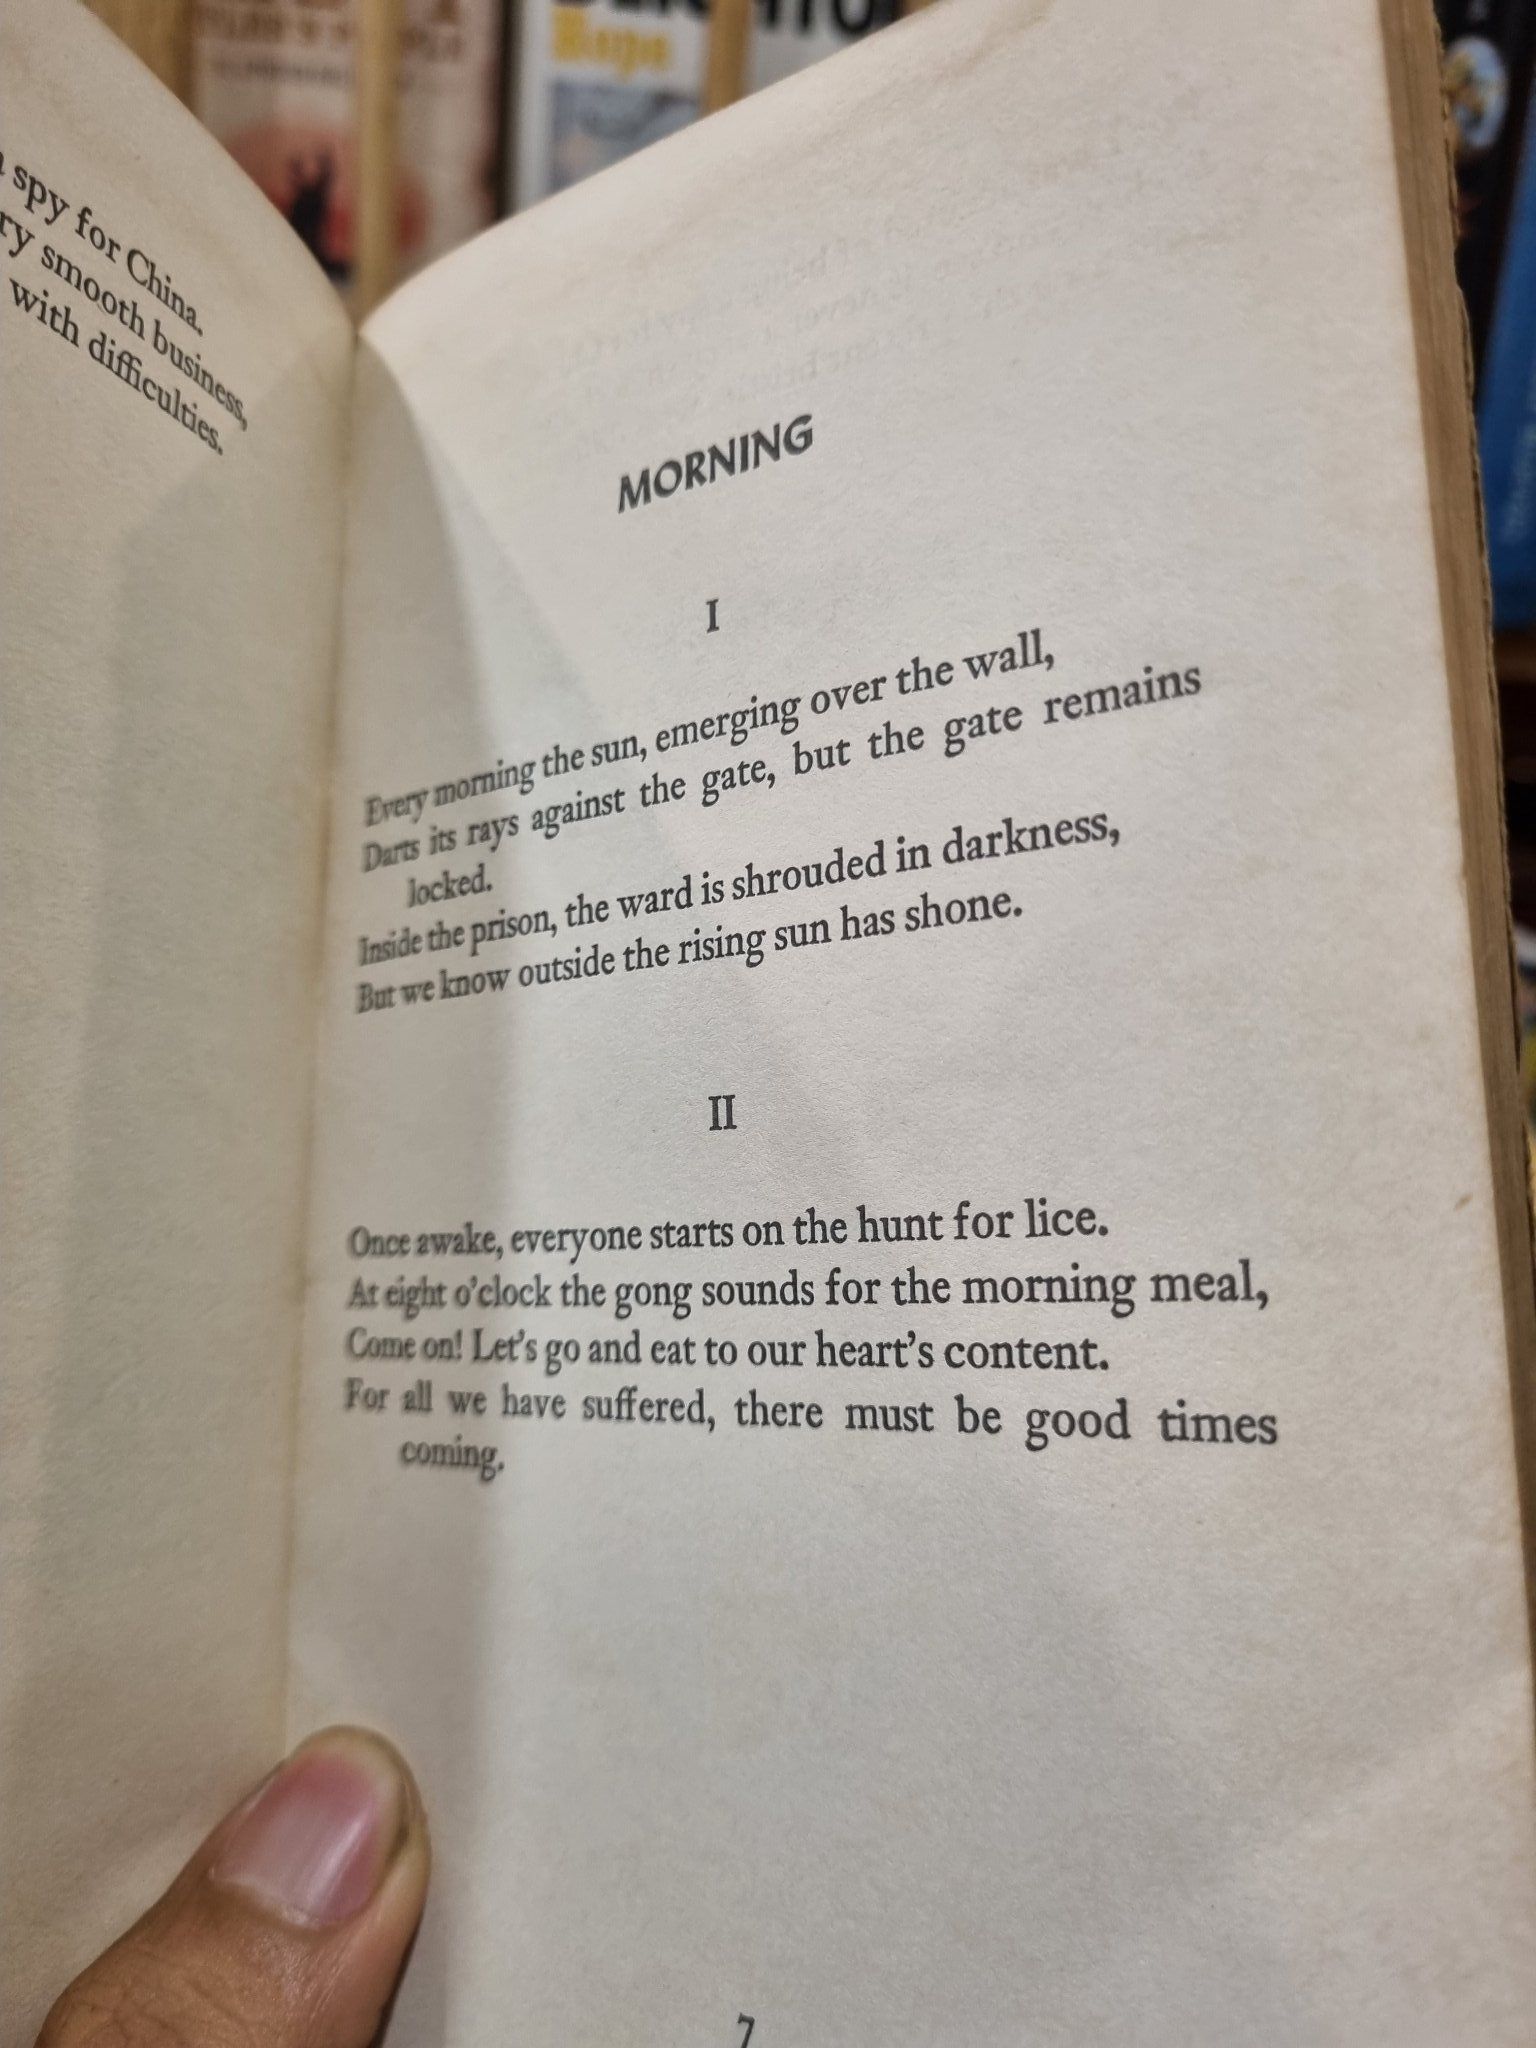 spy for China.
smooth business,
with difficulties.
MORNING
I
Every morning the sun, emerging over the wall,
Darts its rays against the gate, but the gate remains
locked.
Inside the prison, the ward is shrouded in darkness,
But we know outside the rising sun has shone.
II
Once awake, everyone starts on the hunt for lice.
At eight o'clock the gong sounds for the morning meal,
Come on! Let's go and eat to our heart's content.
For all we have suffered, there must be good times
coming.
7
Hope